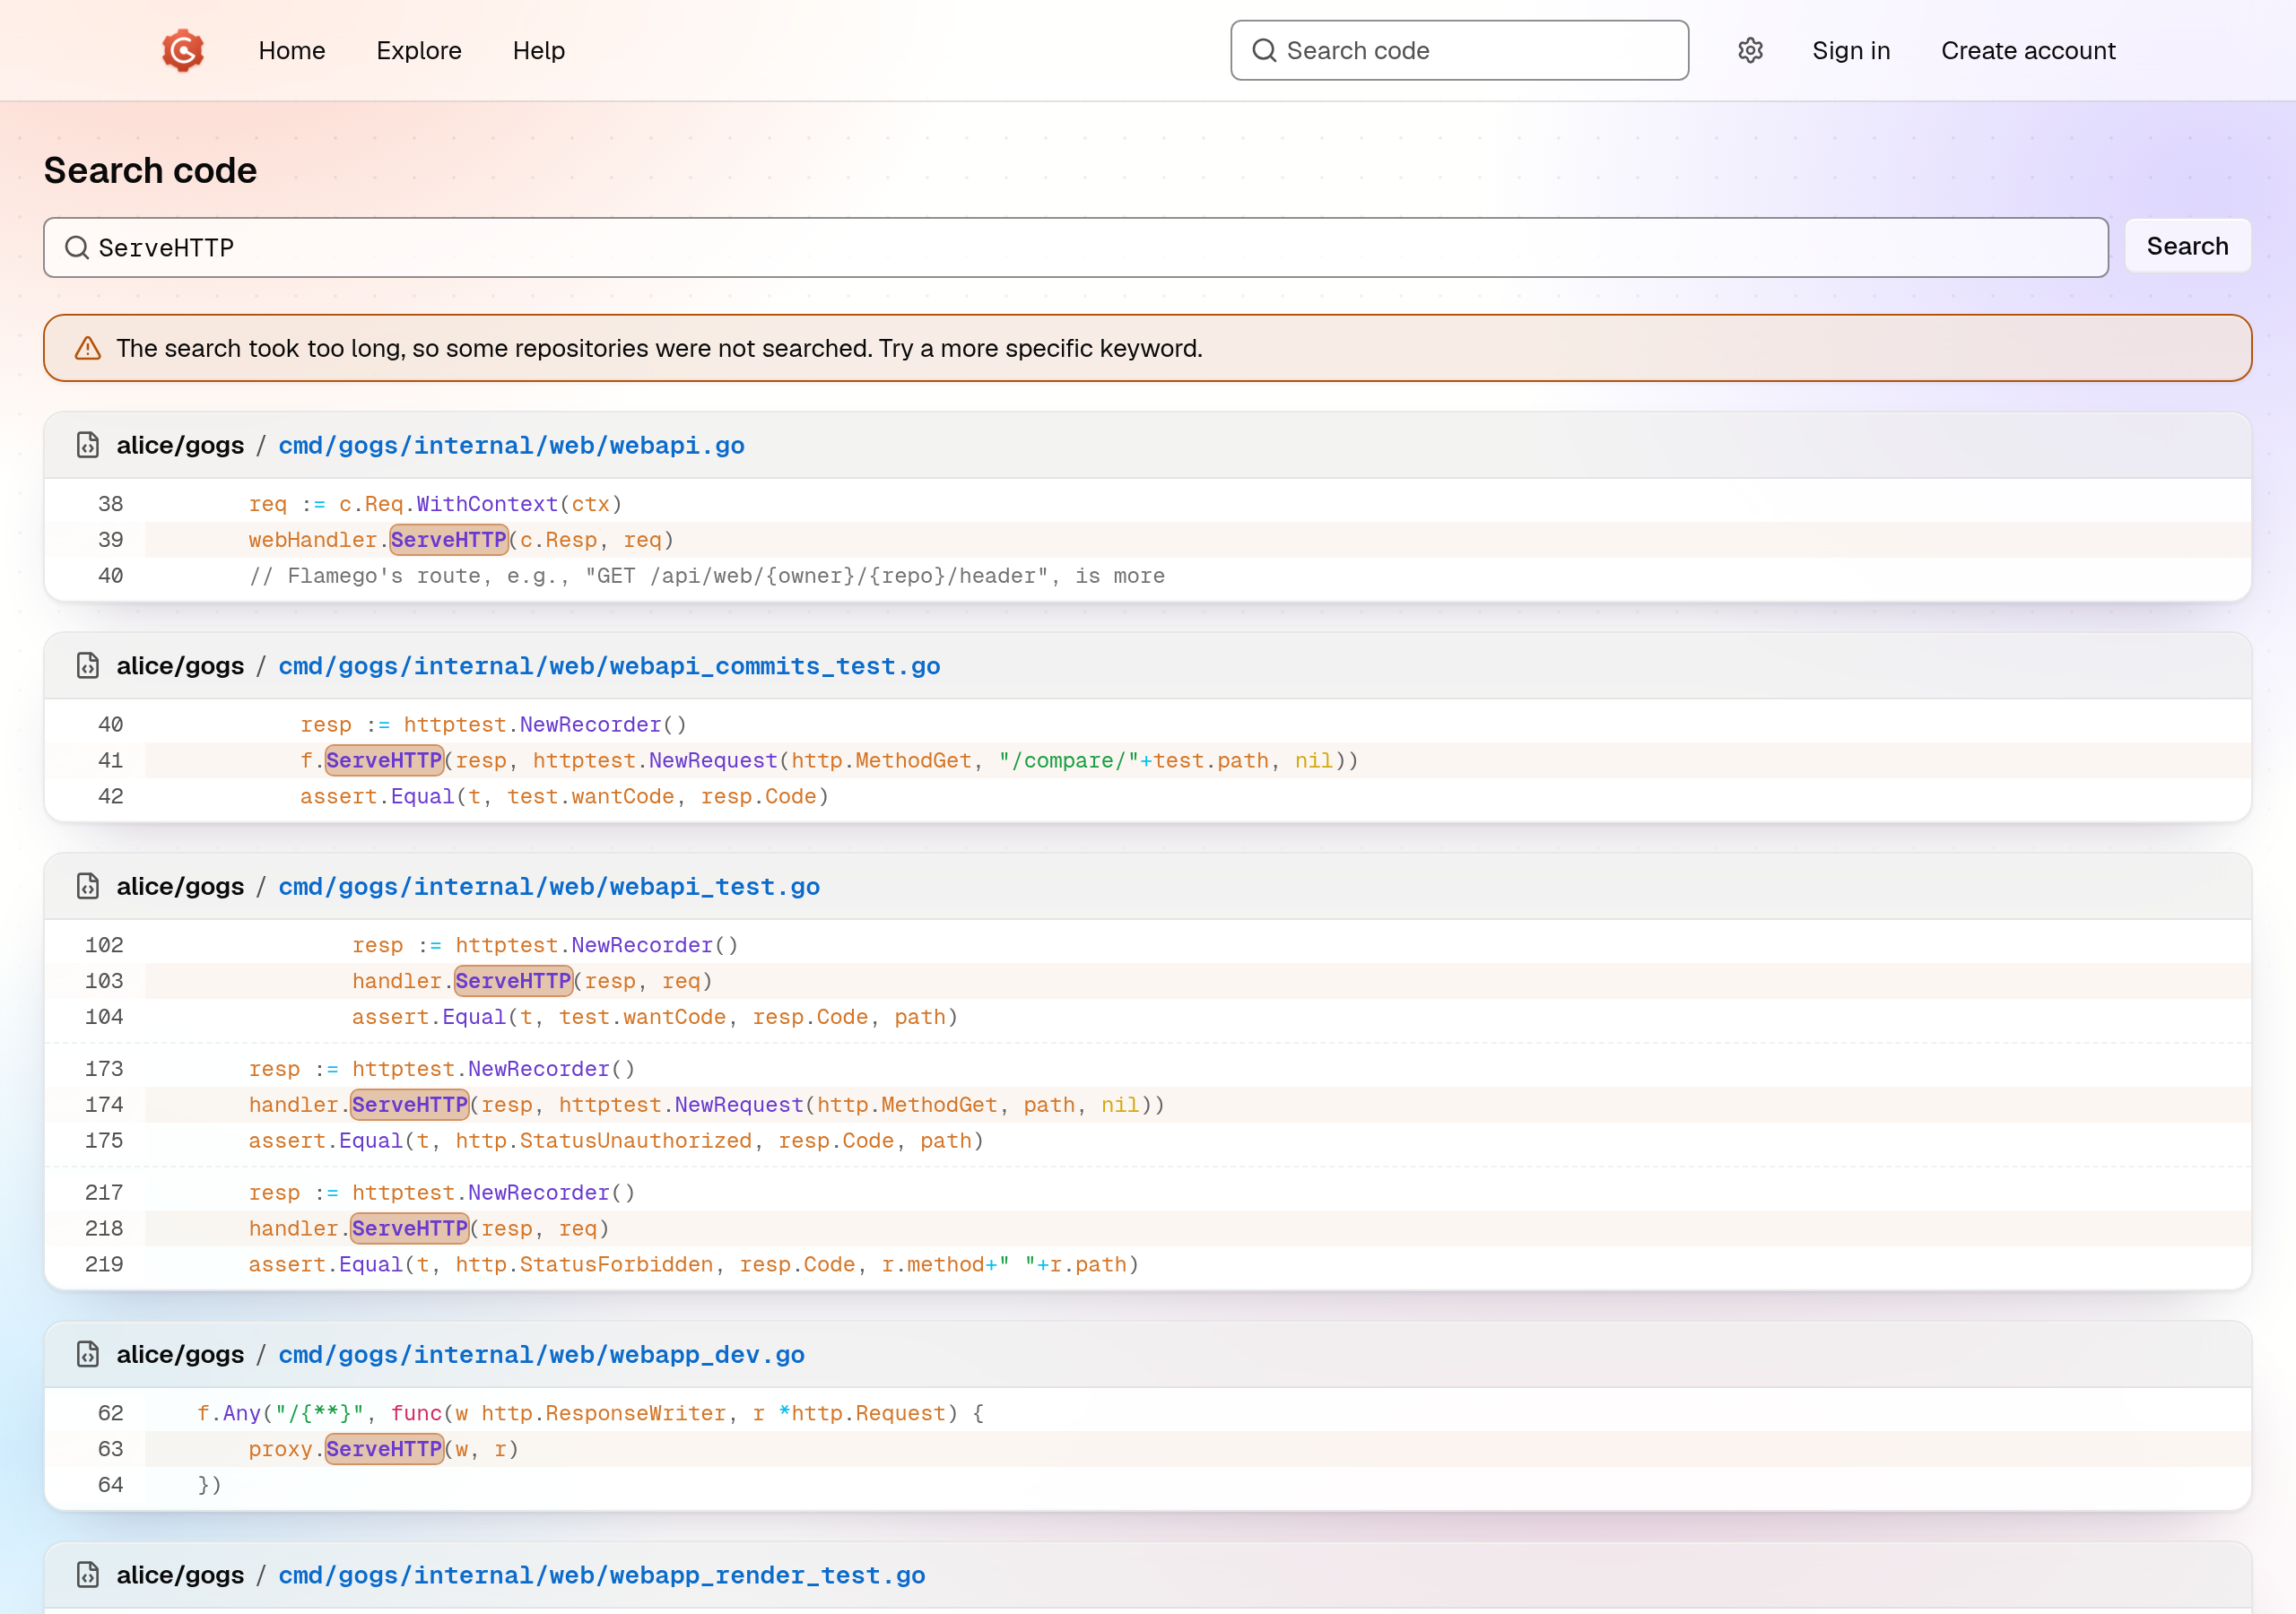 Home Explore Help Search code Sign in Create account
Search code
ServeHTTP Search
The search took too long, so some repositories were not searched. Try a more specific keyword.
alice/gogs / cmd/gogs/internal/web/webapi.go
38 req := c.Req.WithContext(ctx)
39 webHandler.ServeHTTP(c.Resp, req)
40 // Flamego's route, e.g., "GET /api/web/{owner}/{repo}/header", is more
alice/gogs / cmd/gogs/internal/web/webapi_commits_test.go
40 resp := httptest.NewRecorder()
41 f.ServeHTTP(resp, httptest.NewRequest(http.MethodGet, "/compare/"+test.path, nil))
42 assert.Equal(t, test.wantCode, resp.Code)
alice/gogs / cmd/gogs/internal/web/webapi_test.go
102 resp := httptest.NewRecorder()
103 handler.ServeHTTP(resp, req)
104 assert.Equal(t, test.wantCode, resp.Code, path)
173 resp := httptest.NewRecorder()
174 handler.ServeHTTP(resp, httptest.NewRequest(http.MethodGet, path, nil))
175 assert.Equal(t, http.StatusUnauthorized, resp.Code, path)
217 resp := httptest.NewRecorder()
218 handler.ServeHTTP(resp, req)
219 assert.Equal(t, http.StatusForbidden, resp.Code, r.method+" "+r.path)
alice/gogs / cmd/gogs/internal/web/webapp_dev.go
62 f.Any("/{**}", func(w http.ResponseWriter, r *http.Request) {
63 proxy.ServeHTTP(w, r)
64 })
alice/gogs / cmd/gogs/internal/web/webapp_render_test.go